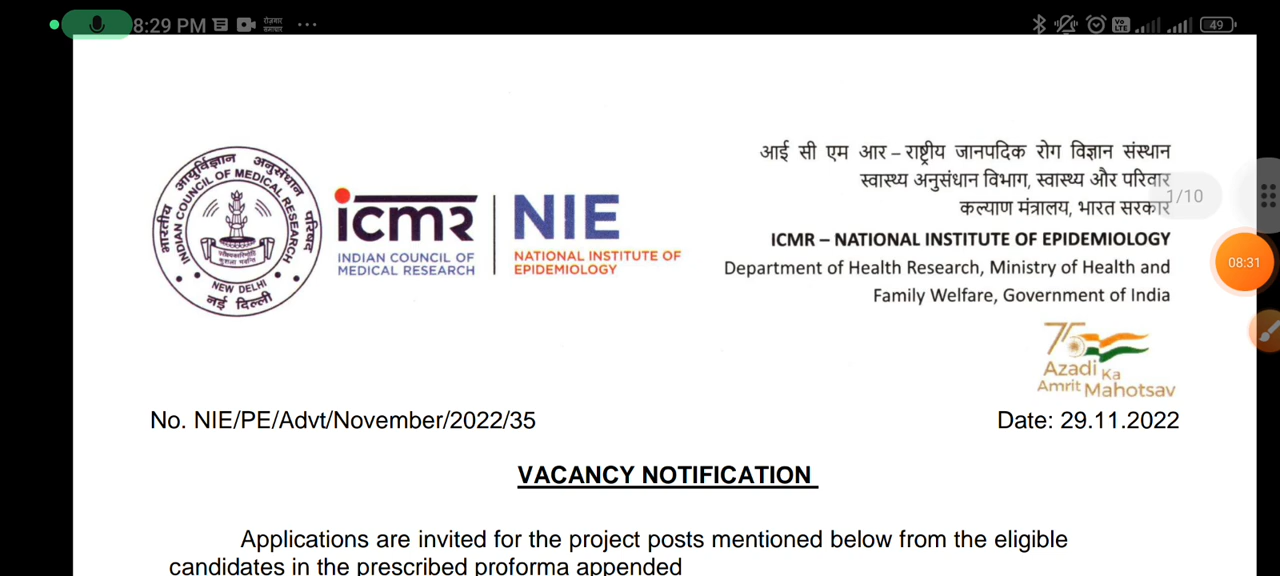 8:29 PM
रोज़गार
समाचार
Vo
LTE
49
भारतीय आयुर्विज्ञान अनुसंधान परिषद
INDIAN COUNCIL OF MEDICAL RESEARCH
NEW DELHI
नई दिल्ली
icmr
INDIAN COUNCIL OF
MEDICAL RESEARCH
NIE
NATIONAL INSTITUTE OF
EPIDEMIOLOGY
आई सी एम आर – राष्ट्रीय जानपदिक रोग विज्ञान संस्थान
स्वास्थ्य अनुसंधान विभाग, स्वास्थ्य और परिवार
कल्याण मंत्रालय, भारत सरकार
1/10
ICMR – NATIONAL INSTITUTE OF EPIDEMIOLOGY
Department of Health Research, Ministry of Health and
Family Welfare, Government of India
08:31
75
Azadi Ka
Amrit Mahotsav
No. NIE/PE/Advt/November/2022/35
Date: 29.11.2022
VACANCY NOTIFICATION
Applications are invited for the project posts mentioned below from the eligible
candidates in the prescribed proforma appended